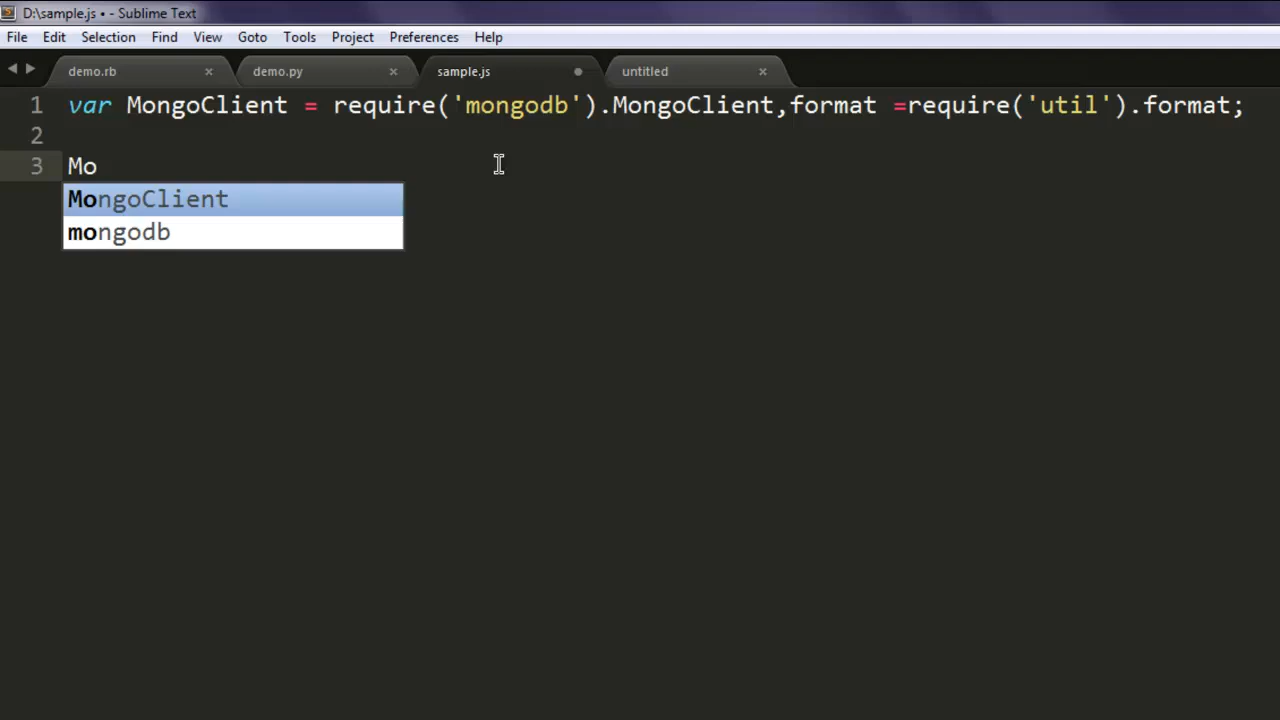 D:\sample.js • - Sublime Text
File Edit Selection Find View Goto Tools Project Preferences Help
demo.rb × demo.py × sample.js untitled ×
1 var MongoClient = require('mongodb').MongoClient,format =require('util').format;
2
3 Mo
MongoClient
mongodb